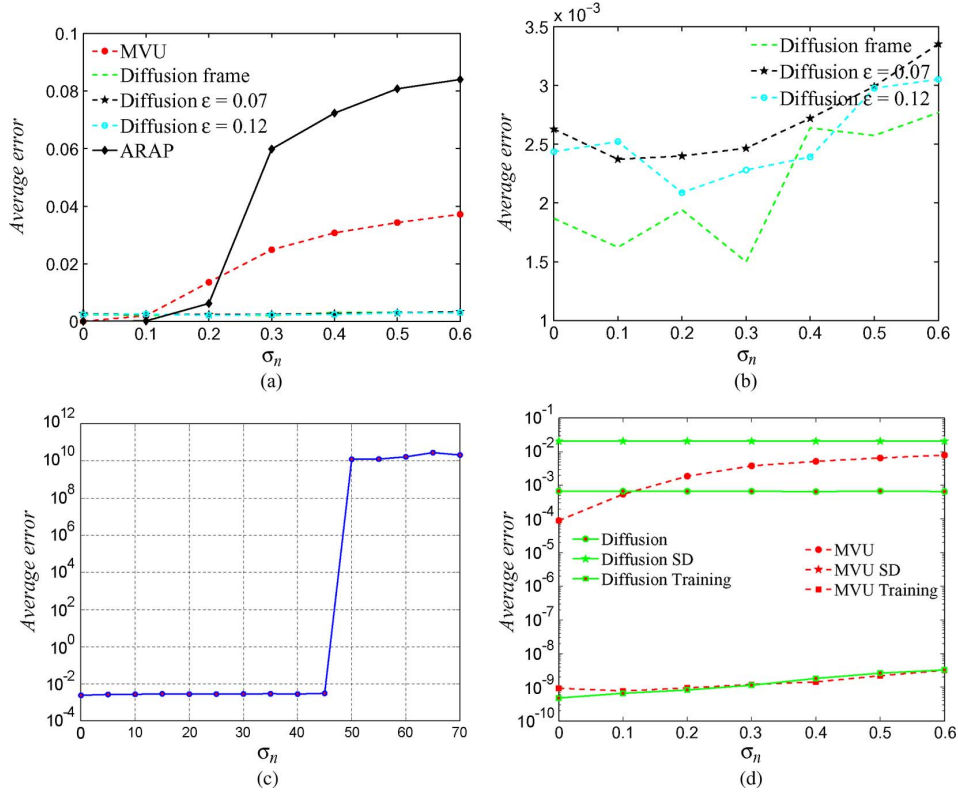 0.1
0.08
0.06
0.04
0.02
0
Average error
MVU
Diffusion frame
Diffusion ε = 0.07
Diffusion ε = 0.12
ARAP
0 0.1 0.2 0.3 0.4 0.5 0.6
σn
(a)
× 10⁻³
3.5
3
2.5
2
1.5
1
Average error
Diffusion frame
Diffusion ε = 0.07
Diffusion ε = 0.12
0 0.1 0.2 0.3 0.4 0.5 0.6
σn
(b)
10¹²
10¹⁰
10⁸
10⁶
10⁴
10²
10⁰
10⁻²
10⁻⁴
Average error
0 10 20 30 40 50 60 70
σn
(c)
10⁻¹
10⁻²
10⁻³
10⁻⁴
10⁻⁵
10⁻⁶
10⁻⁷
10⁻⁸
10⁻⁹
10⁻¹⁰
Average error
Diffusion
Diffusion SD
Diffusion Training
MVU
MVU SD
MVU Training
0 0.1 0.2 0.3 0.4 0.5 0.6
σn
(d)